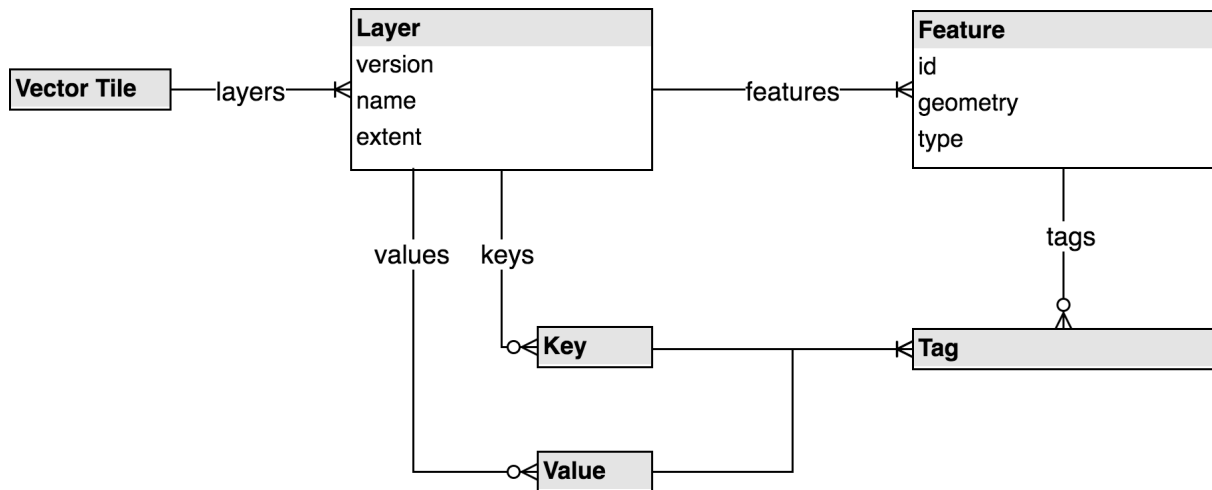 Vector Tile
layers
Layer
version
name
extent
features
Feature
id
geometry
type
values
keys
tags
Key
Tag
Value